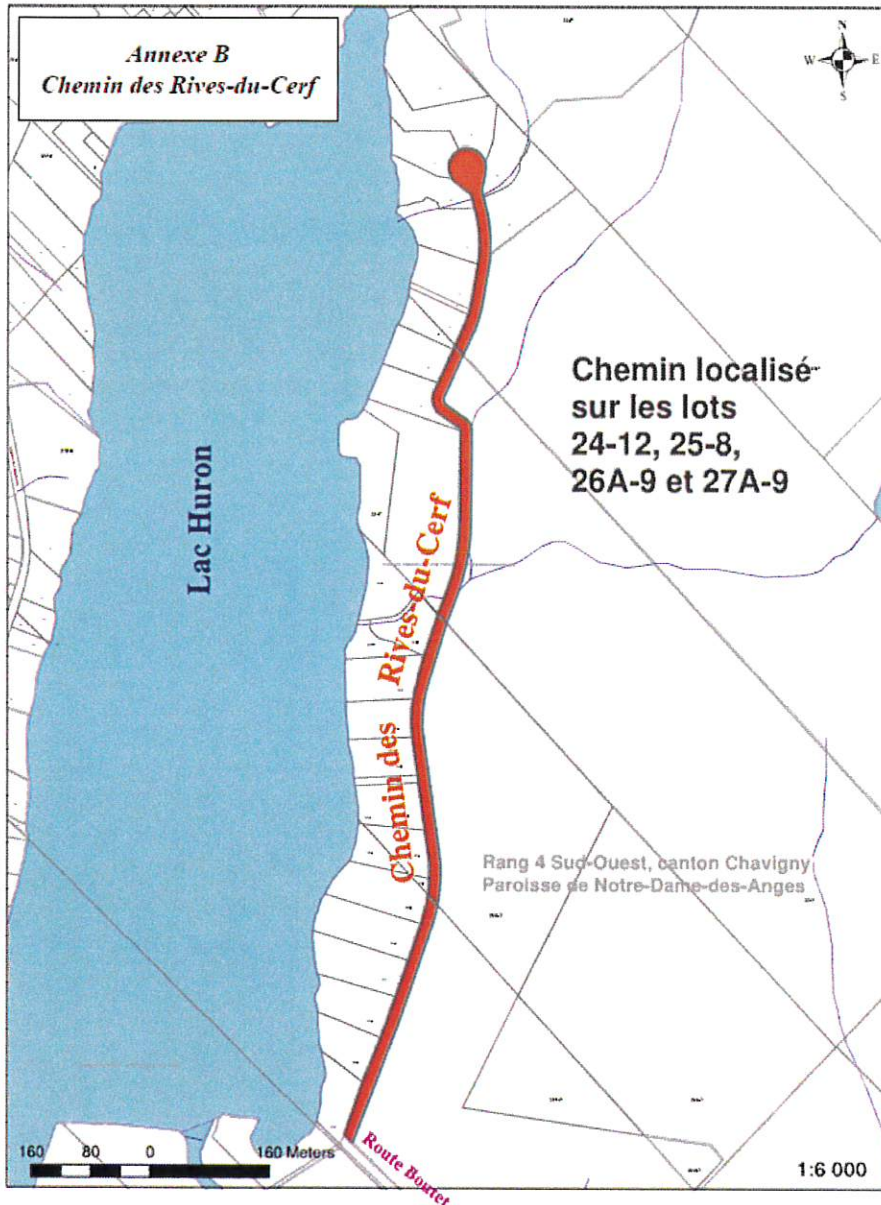 Annexe B
Chemin des Rives-du-Cerf
N
W
E
S
Chemin localisé
sur les lots
24-12, 25-8,
26A-9 et 27A-9
Lac Huron
Chemin des Rives-du-Cerf
Rang 4 Sud-Ouest, canton Chavigny
Paroisse de Notre-Dame-des-Anges
160 80 0 160 Meters
Route Boutet
1:6 000